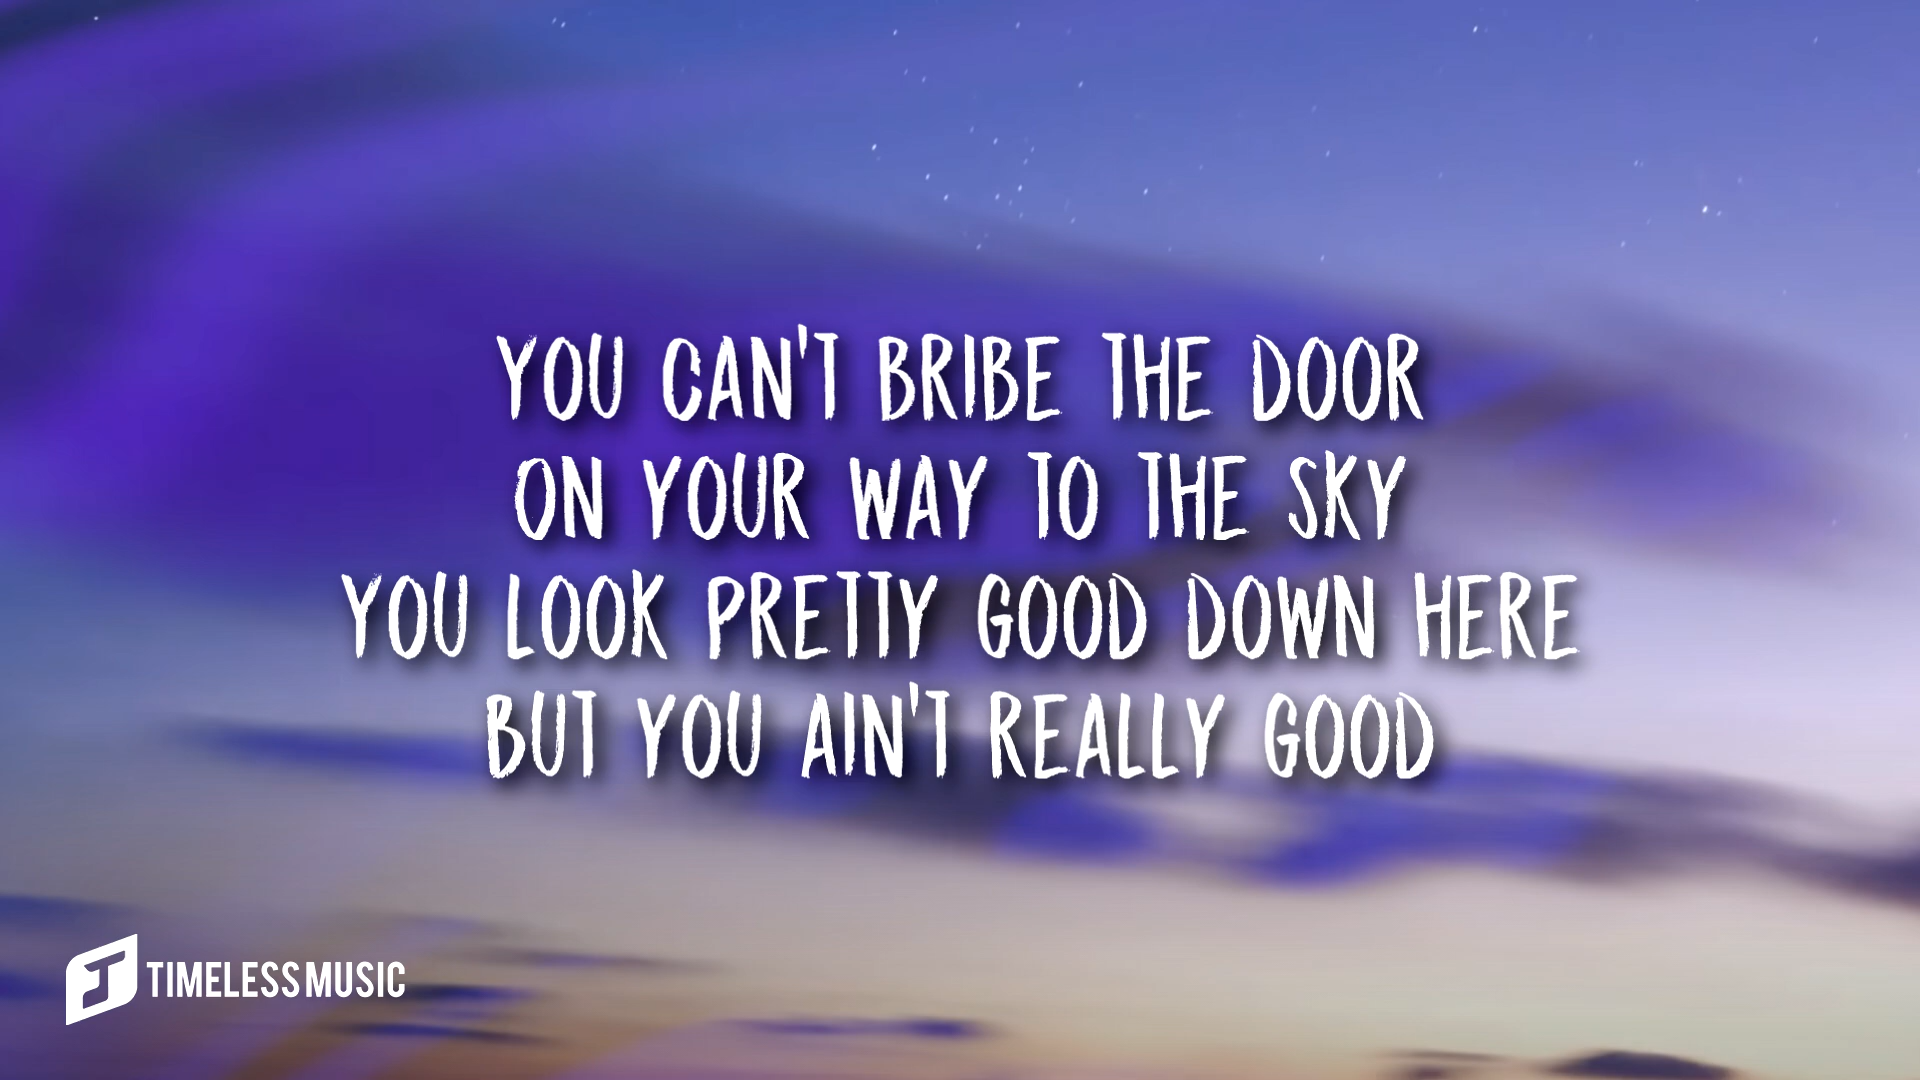 YOU CAN'T BRIBE THE DOOR
ON YOUR WAY TO THE SKY
YOU LOOK PRETTY GOOD DOWN HERE
BUT YOU AIN'T REALLY GOOD
TIMELESS MUSIC